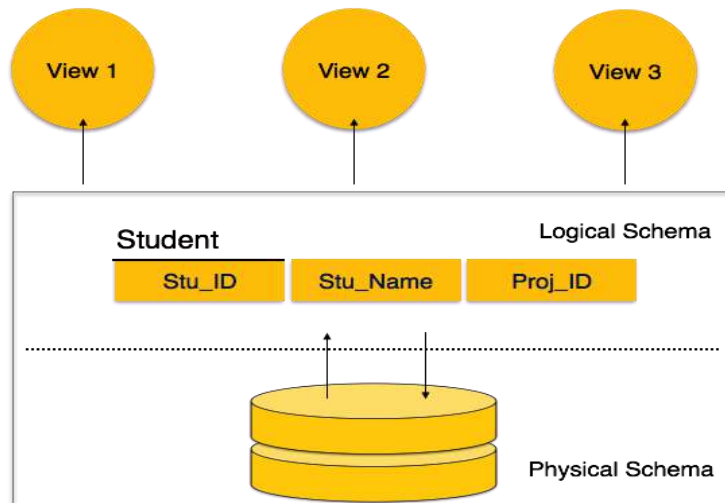 View 1
View 2
View 3
Logical Schema
Student
Stu_ID
Stu_Name
Proj_ID
Physical Schema